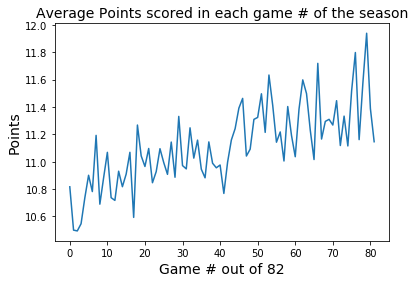 Average Points scored in each game # of the season
12.0
11.8
11.6
11.4
11.2
11.0
10.8
10.6
Points
0 10 20 30 40 50 60 70 80
Game # out of 82